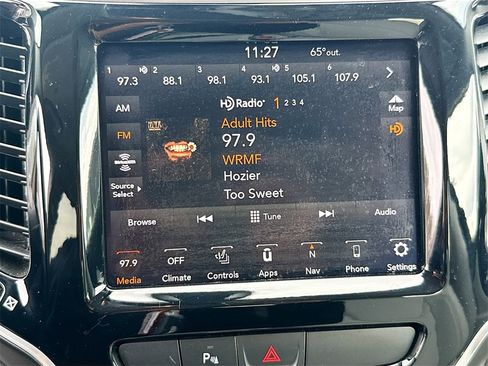 11:27 65° out.
1 2 3 4 5 6
97.3 88.1 98.1 93.1 105.1 107.9
AM HD Radio 1 2 3 4 Map
Adult Hits
FM 97.9 HD
WRMF
Hozier
Source
Select Too Sweet
Browse Tune Audio
97.9 OFF N
Media Climate Controls Apps Nav Phone Settings
P